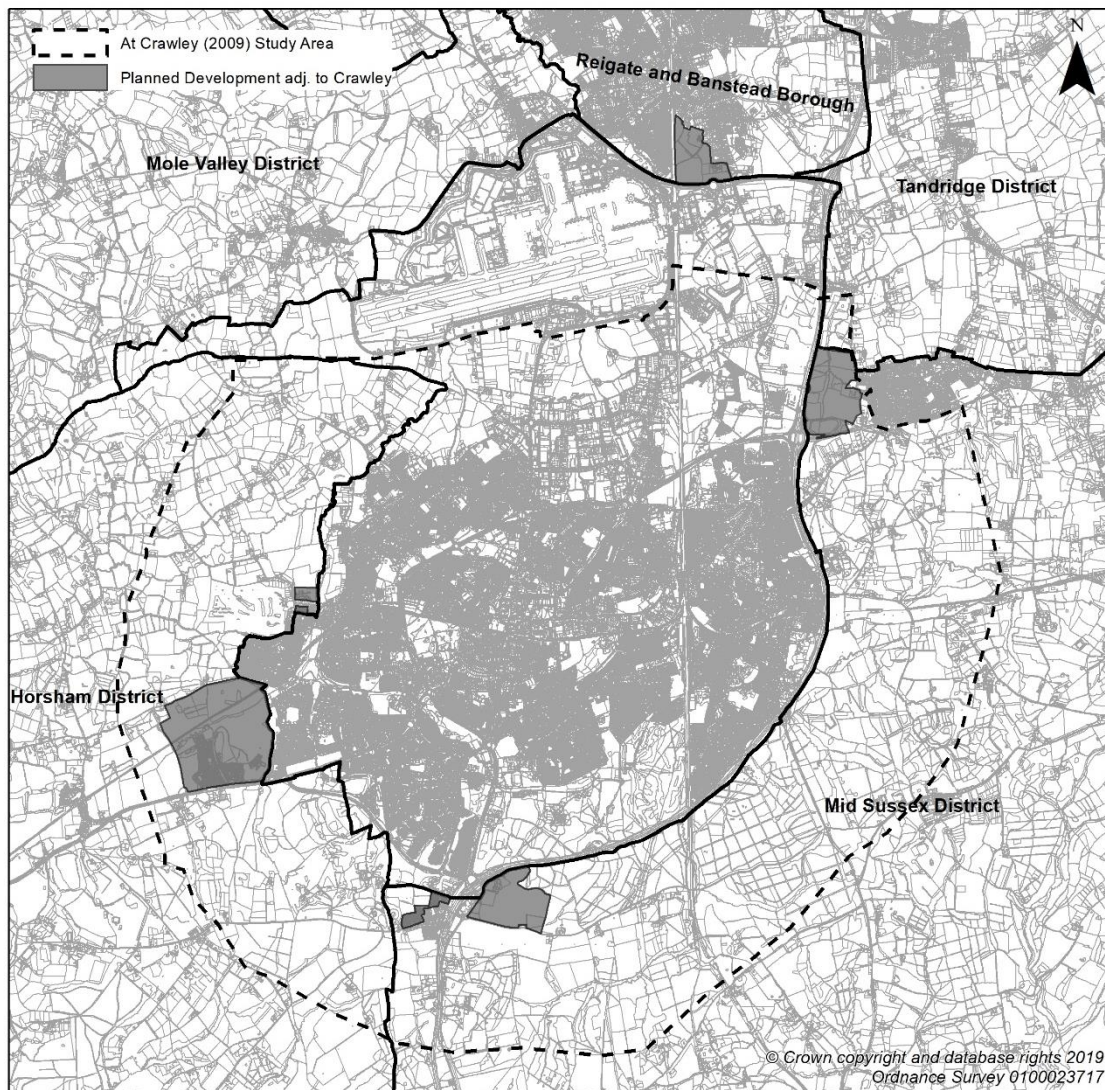 At Crawley (2009) Study Area
Planned Development adj. to Crawley
N
Reigate and Banstead Borough
Mole Valley District
Tandridge District
Horsham District
Mid Sussex District
© Crown copyright and database rights 2019
Ordnance Survey 0100023717